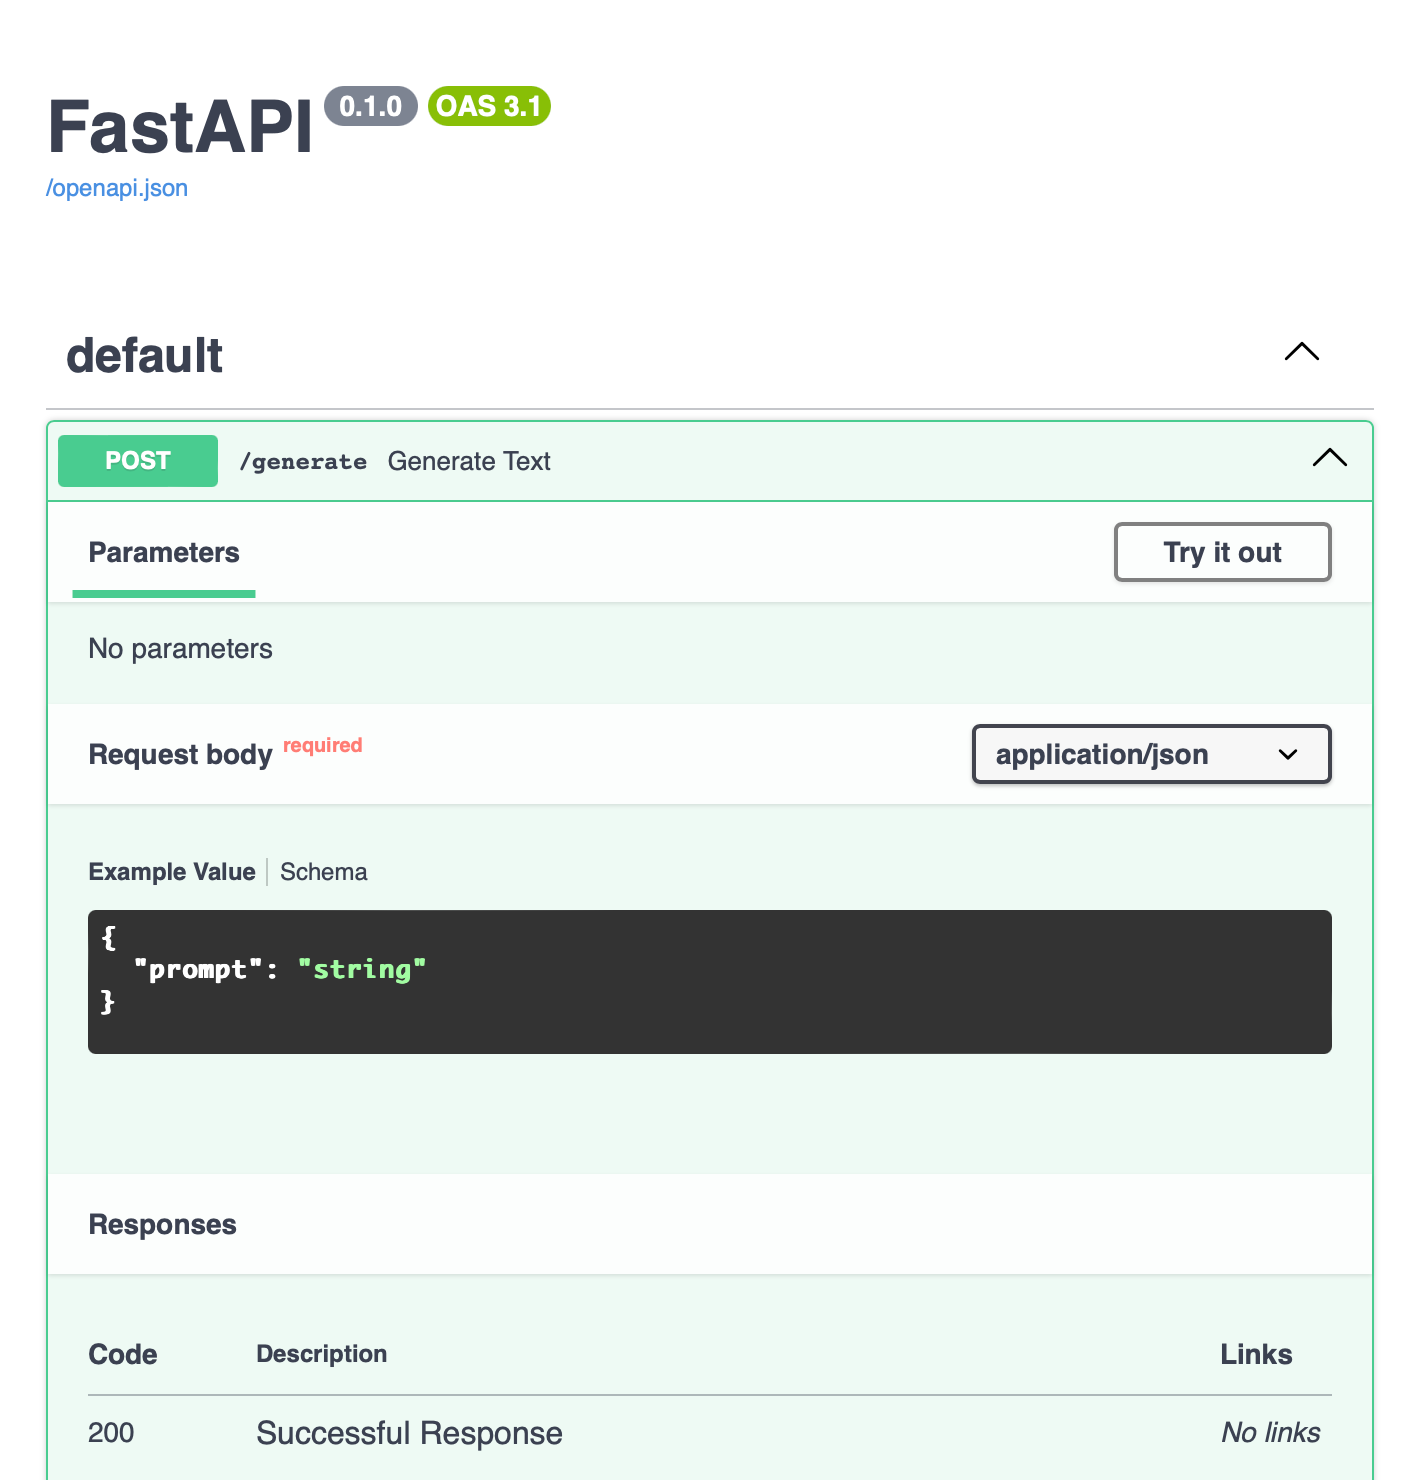 FastAPI 0.1.0 OAS 3.1
/openapi.json
default
POST /generate Generate Text
Parameters Try it out
No parameters
Request body required application/json
Example Value Schema
{
"prompt": "string"
}
Responses
Code Description Links
200 Successful Response No links